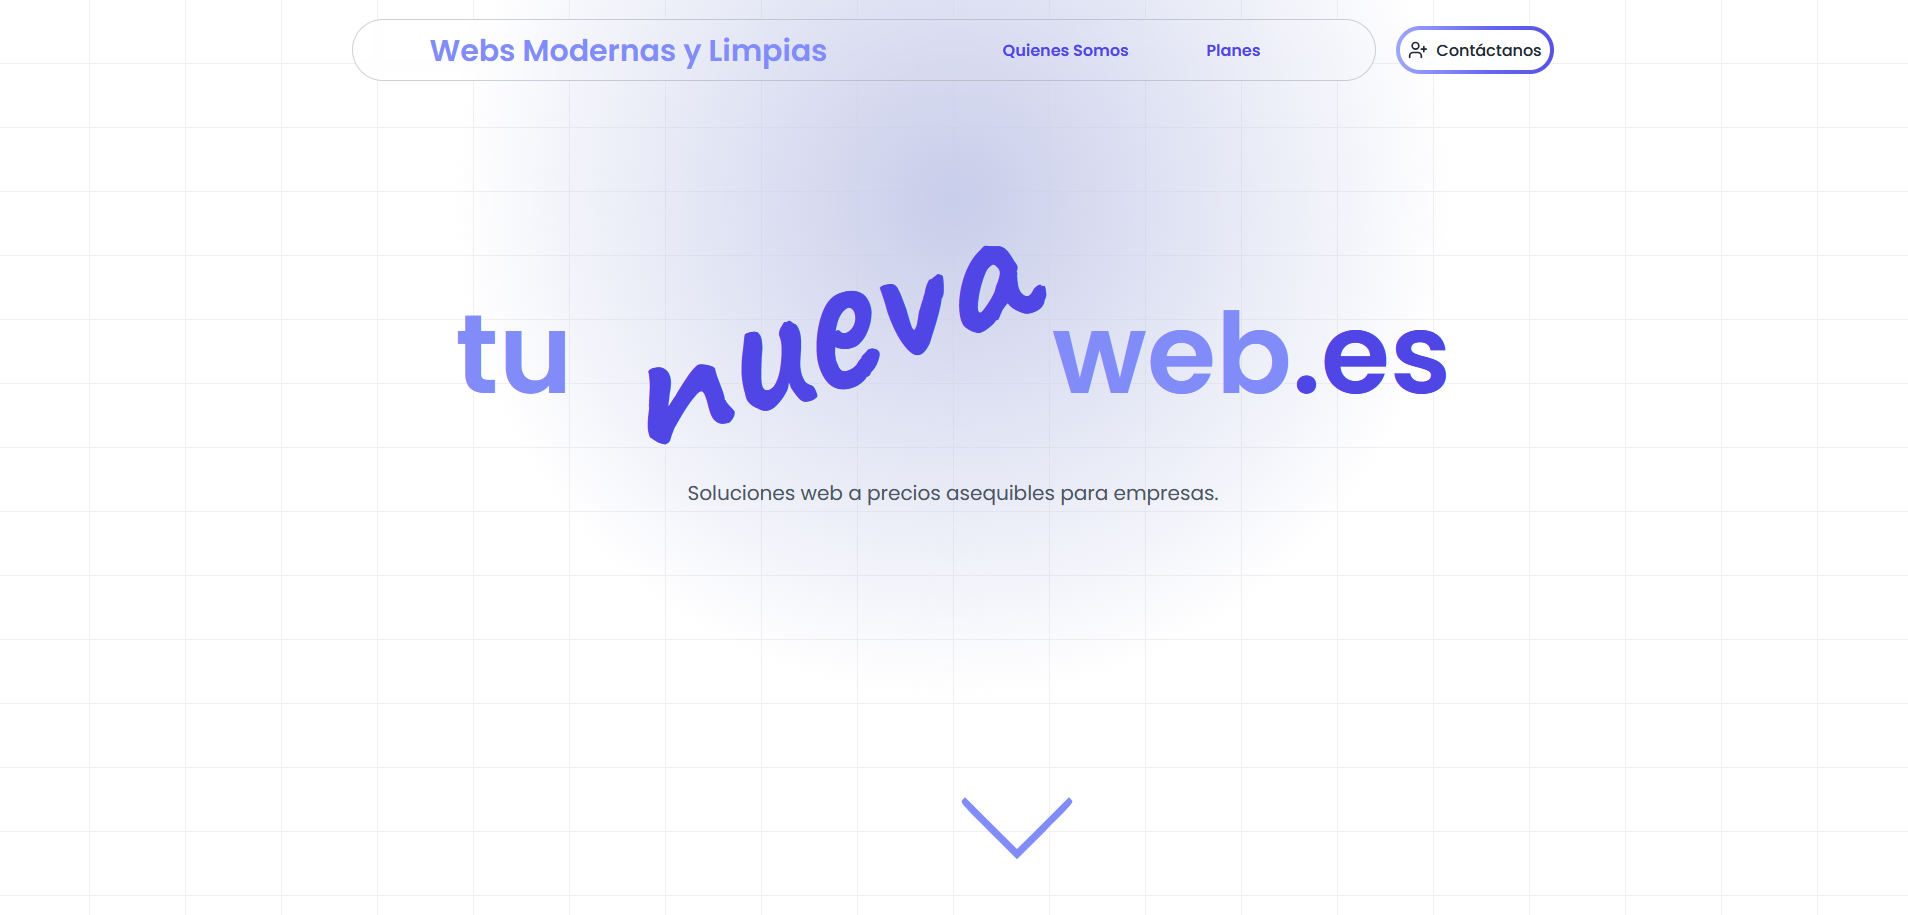 Webs Modernas y Limpias
Quienes Somos
Planes
Contáctanos
tu nueva web.es
Soluciones web a precios asequibles para empresas.